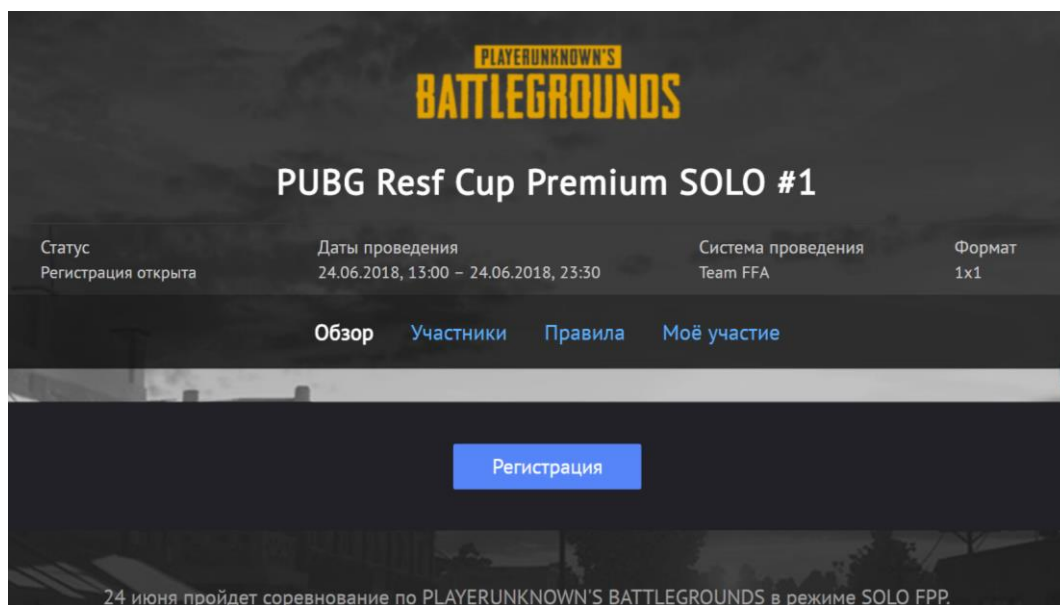 PLAYERUNKNOWN'S
BATTLEGROUNDS
PUBG Resf Cup Premium SOLO #1
Статус Даты проведения Система проведения Формат
Регистрация открыта 24.06.2018, 13:00 – 24.06.2018, 23:30 Team FFA 1x1
Обзор Участники Правила Моё участие
Регистрация
24 июня пройдет соревнование по PLAYERUNKNOWN'S BATTLEGROUNDS в режиме SOLO FPP.